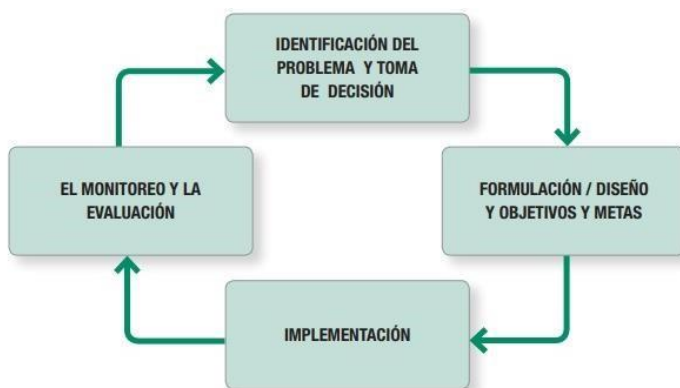 IDENTIFICACIÓN DEL
PROBLEMA Y TOMA
DE DECISIÓN
EL MONITOREO Y LA
EVALUACIÓN
FORMULACIÓN / DISEÑO
Y OBJETIVOS Y METAS
IMPLEMENTACIÓN